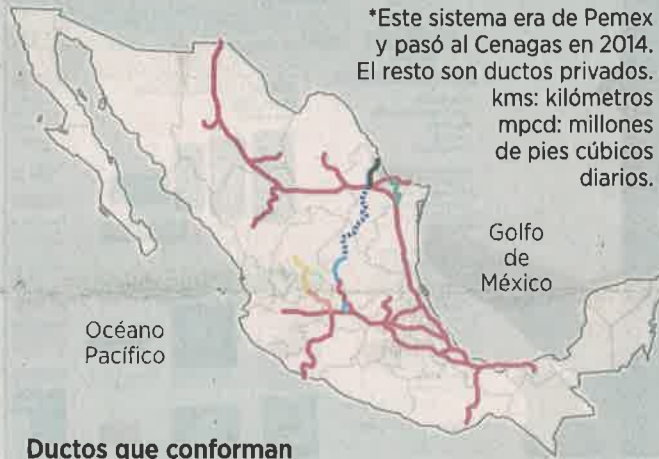 *Este sistema era de Pemex
y pasó al Cenagas en 2014.
El resto son ductos privados.
kms: kilómetros
mpcd: millones
de pies cúbicos
diarios.
Golfo
de
México
Océano
Pacífico
Ductos que conforman